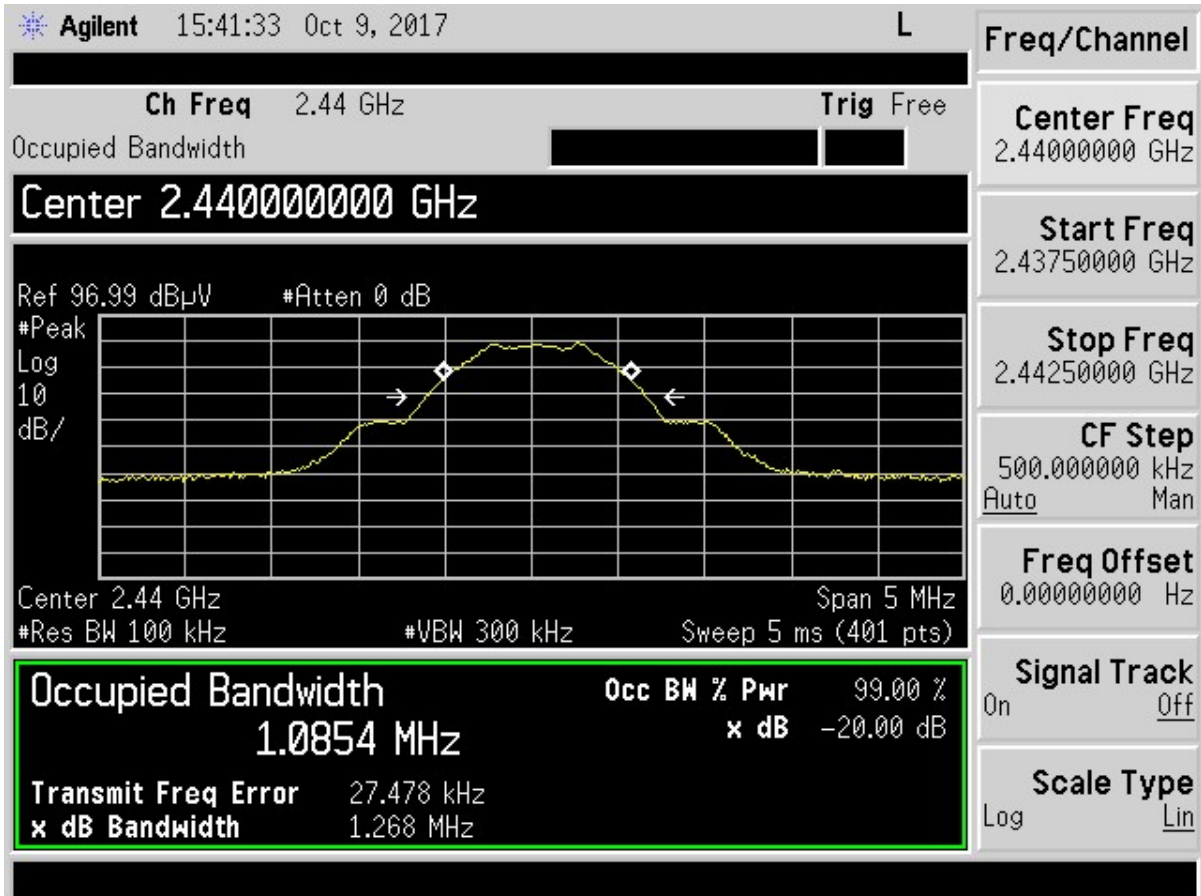 Agilent 15:41:33 Oct 9, 2017 L
Freq/Channel
Ch Freq 2.44 GHz Trig Free
Occupied Bandwidth
Center 2.440000000 GHz
Ref 96.99 dBµV #Atten 0 dB
#Peak
Log
10
dB/
Center 2.44 GHz Span 5 MHz
#Res BW 100 kHz #VBW 300 kHz Sweep 5 ms (401 pts)
Occupied Bandwidth Occ BW % Pwr 99.00 %
1.0854 MHz x dB -20.00 dB
Transmit Freq Error 27.478 kHz
x dB Bandwidth 1.268 MHz
Center Freq
2.44000000 GHz
Start Freq
2.43750000 GHz
Stop Freq
2.44250000 GHz
CF Step
500.000000 kHz
Auto Man
Freq Offset
0.00000000 Hz
Signal Track
On Off
Scale Type
Log Lin